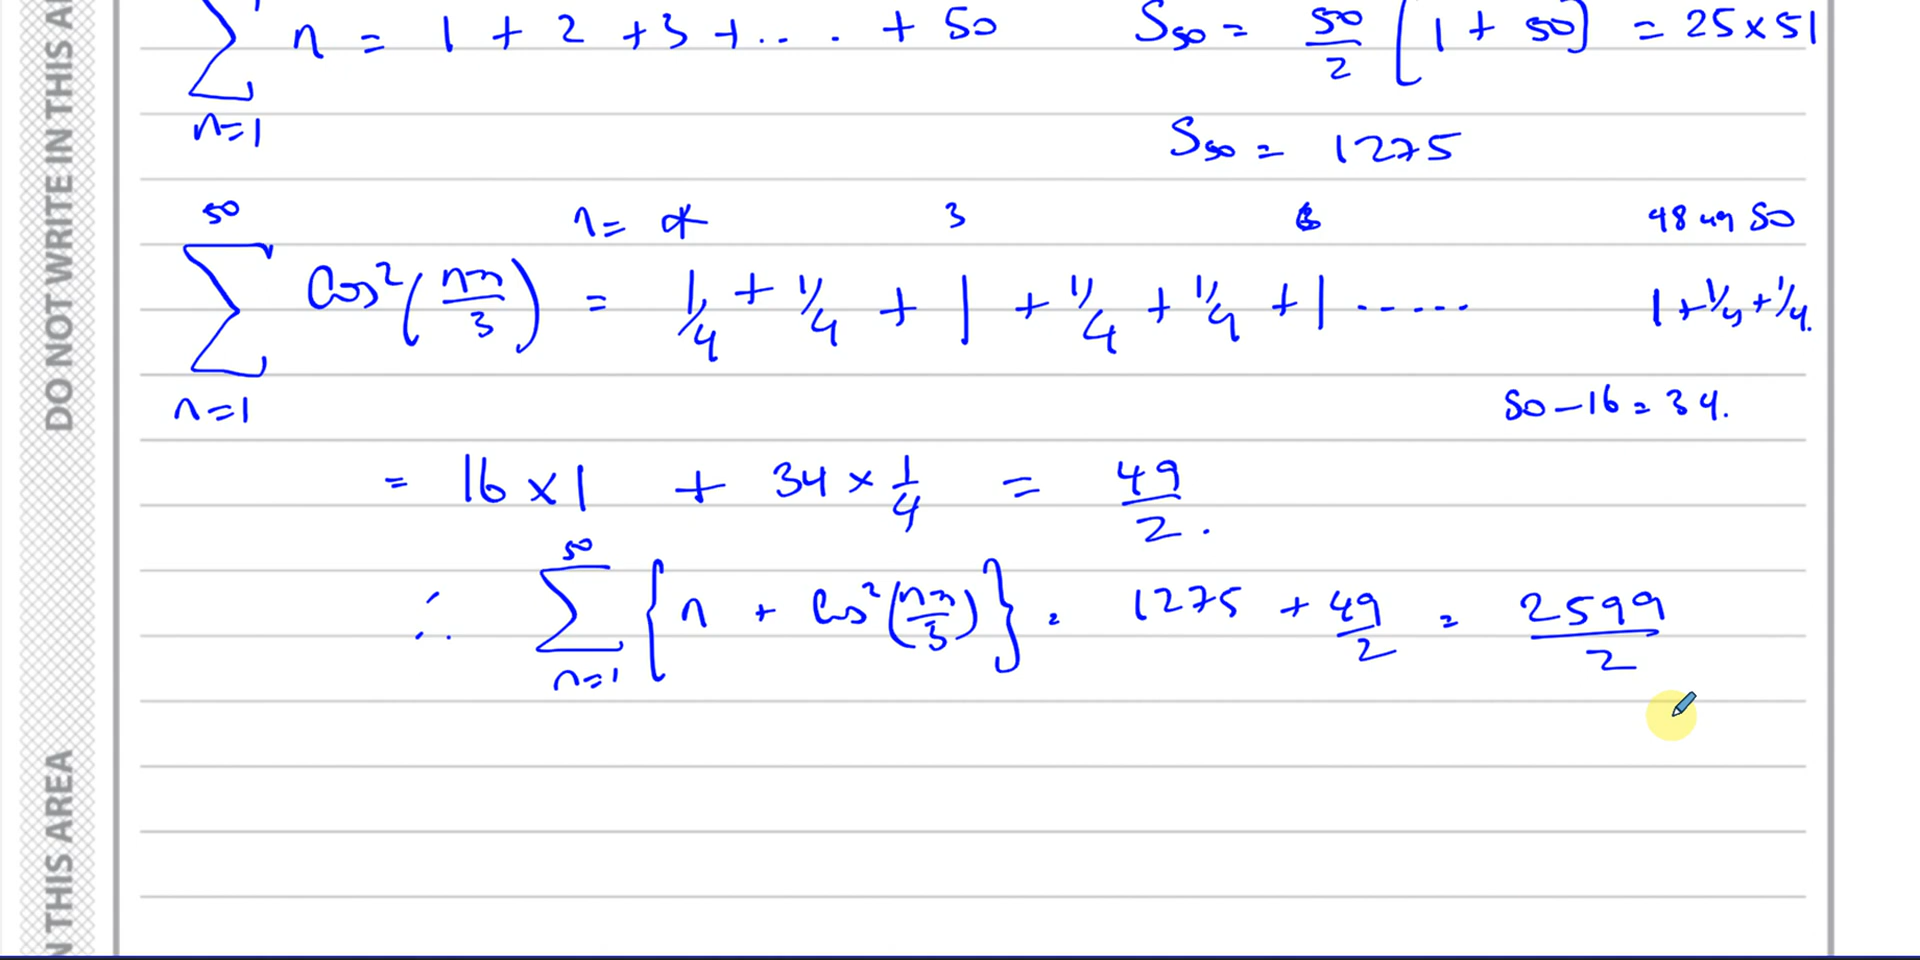 ∑ n = 1 + 2 + 3 + ... . + 50    S₅₀ = 50/2 [1 + 50] = 25 × 51
n=1
S₅₀ = 1275
50    n =    3    6    48 49 50
∑ Cos²(nπ/3) = 1/4 + 1/4 + 1 + 1/4 + 1/4 + 1 .....    1 + 1/4 + 1/4.
n=1    50 – 16 = 34.
= 16 × 1 + 34 × 1/4 = 49/2 .
50
∴ ∑ { n + Cos²(nπ/3) } = 1275 + 49/2 = 2599/2
n=1
DO NOT WRITE IN THIS A
N THIS AREA